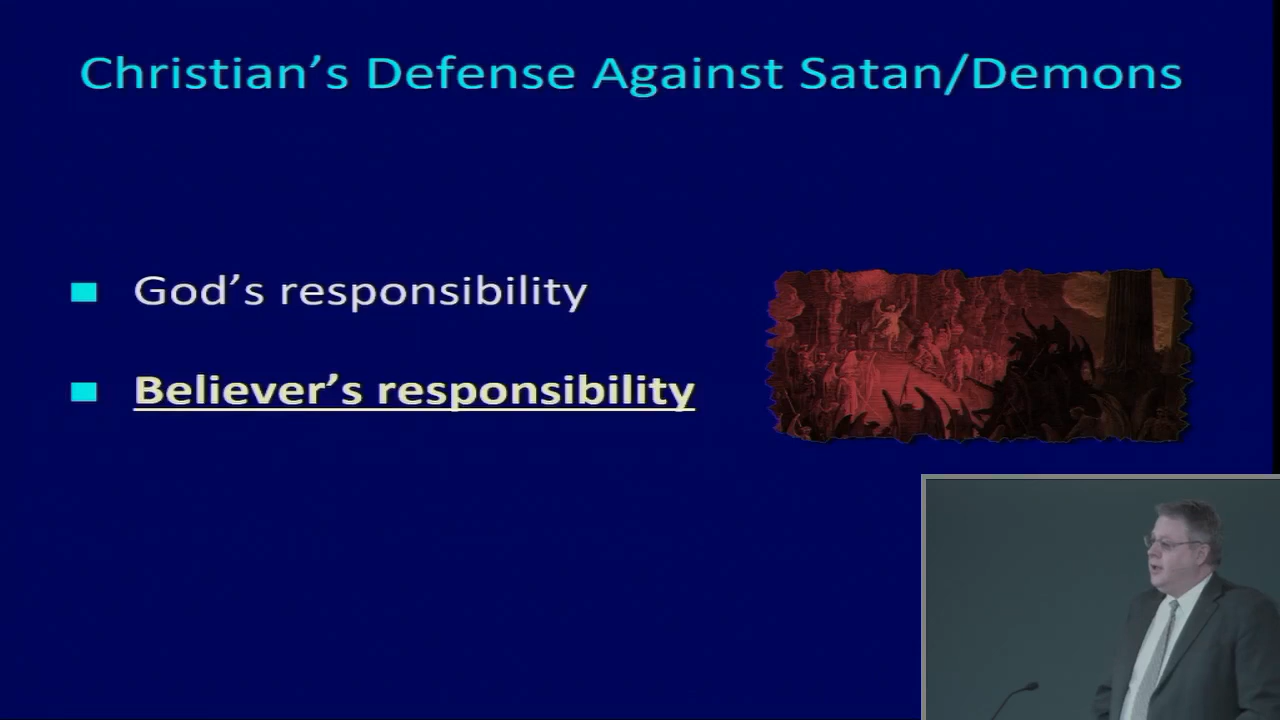 Christian’s Defense Against Satan/Demons
God’s responsibility
Believer’s responsibility